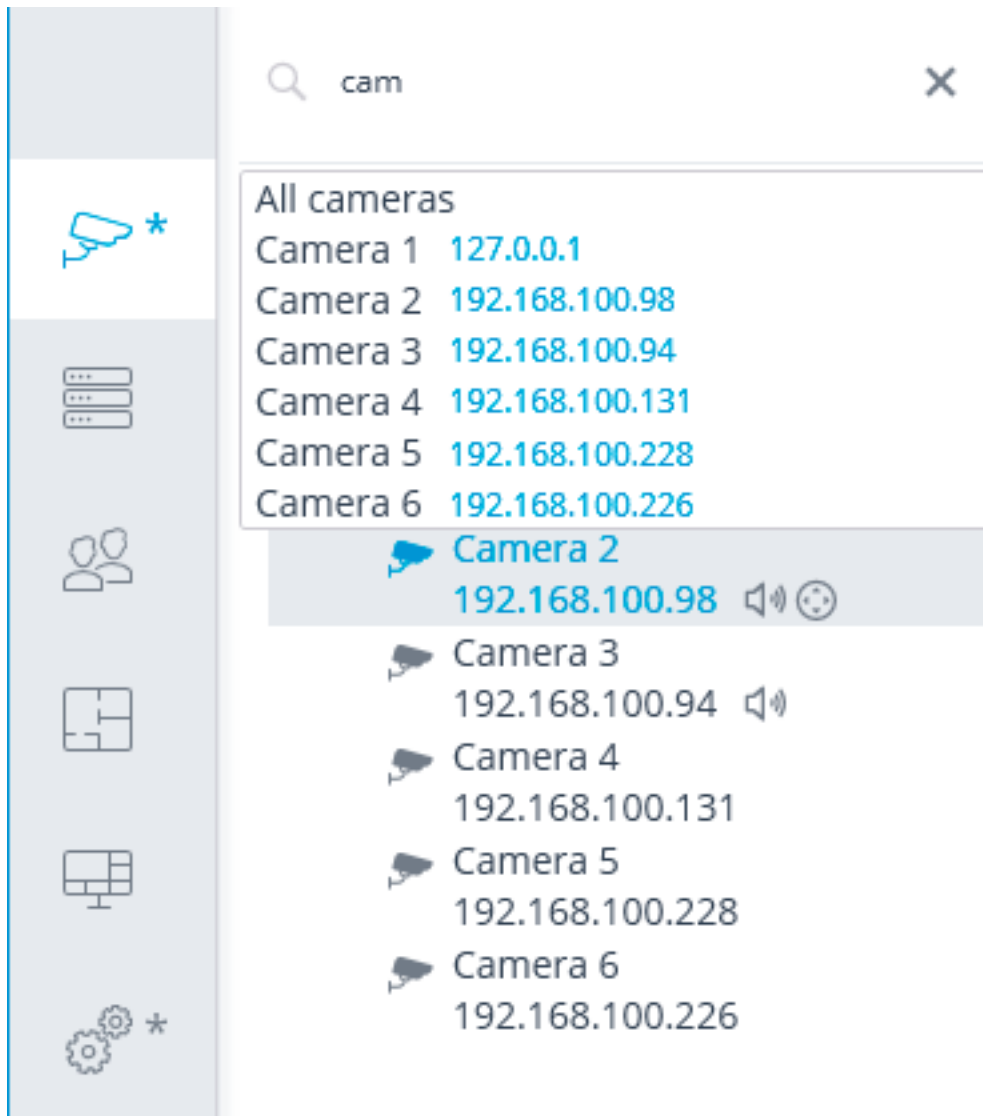 cam
All cameras
Camera 1 127.0.0.1
Camera 2 192.168.100.98
Camera 3 192.168.100.94
Camera 4 192.168.100.131
Camera 5 192.168.100.228
Camera 6 192.168.100.226
Camera 2
192.168.100.98
Camera 3
192.168.100.94
Camera 4
192.168.100.131
Camera 5
192.168.100.228
Camera 6
192.168.100.226